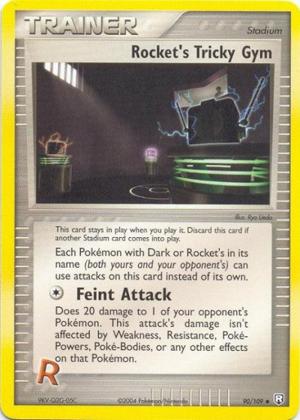 TRAINER
Stadium
Rocket's Tricky Gym
Illus. Ryo Ueda
This card stays in play when you play it. Discard this card if
another Stadium card comes into play.
Each Pokémon with Dark or Rocket's in its
name (both yours and your opponent's) can
use attacks on this card instead of its own.
Feint Attack
Does 20 damage to 1 of your opponent's
Pokémon. This attack's damage isn't
affected by Weakness, Resistance, Poké-
Powers, Poké-Bodies, or any other effects
on that Pokémon.
R
©2004 Pokémon/Nintendo
90/109
R